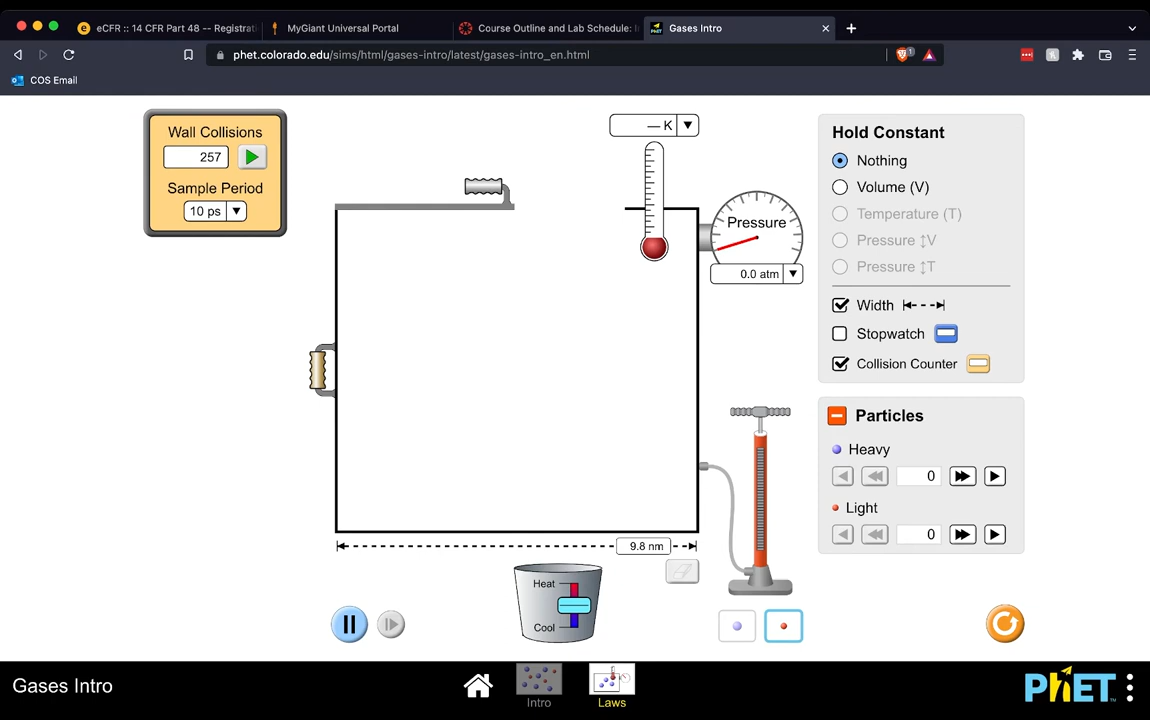 eCFR :: 14 CFR Part 48 -- Registrat
MyGiant Universal Portal
Course Outline and Lab Schedule: I
Gases Intro
phet.colorado.edu/sims/html/gases-intro/latest/gases-intro_en.html
1
COS Email
Wall Collisions
257
Sample Period
10 ps
— K
Pressure
0.0 atm
Hold Constant
Nothing
Volume (V)
Temperature (T)
Pressure ↕V
Pressure ↕T
Width
Stopwatch
Collision Counter
Particles
Heavy
0
Light
0
9.8 nm
Heat
Cool
Gases Intro
Intro
Laws
PhET